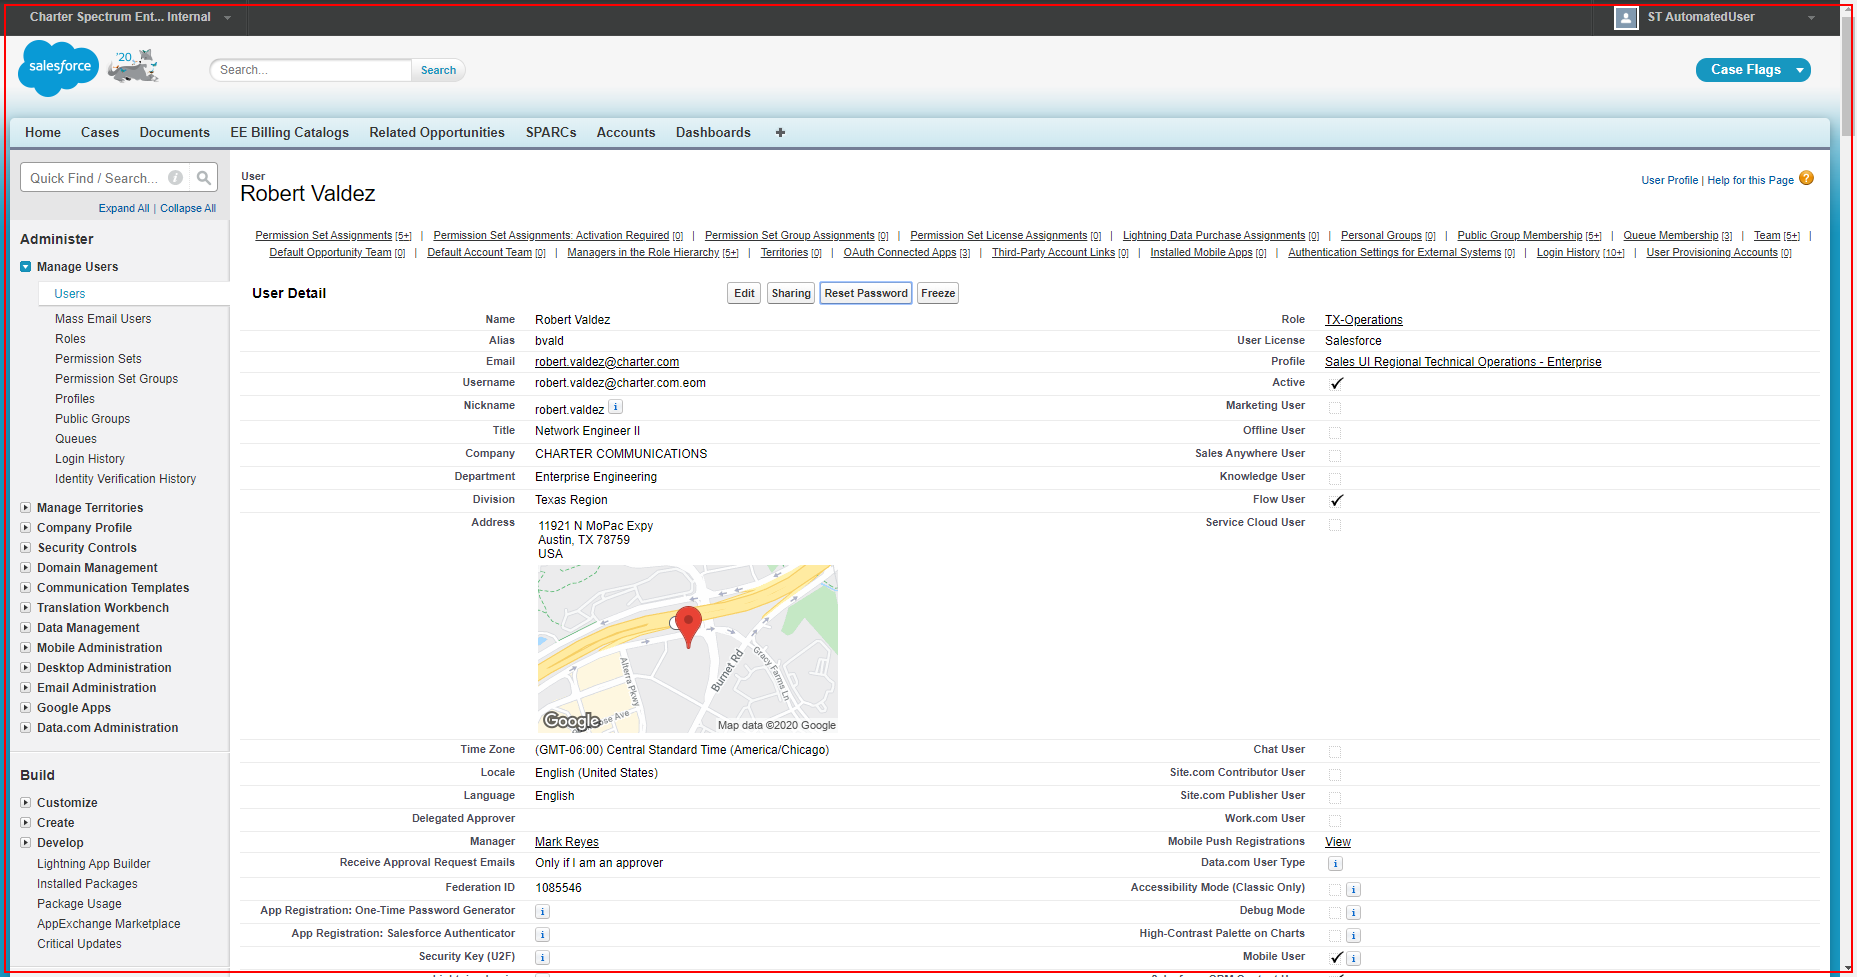 Charter Spectrum Ent... Internal
ST AutomatedUser
salesforce
'20
Search...
Search
Case Flags
Home Cases Documents EE Billing Catalogs Related Opportunities SPARCs Accounts Dashboards +
Quick Find / Search...
Expand All | Collapse All
Administer
Manage Users
Users
Mass Email Users
Roles
Permission Sets
Permission Set Groups
Profiles
Public Groups
Queues
Login History
Identity Verification History
Manage Territories
Company Profile
Security Controls
Domain Management
Communication Templates
Translation Workbench
Data Management
Mobile Administration
Desktop Administration
Email Administration
Google Apps
Data.com Administration
Build
Customize
Create
Develop
Lightning App Builder
Installed Packages
Package Usage
AppExchange Marketplace
Critical Updates
User
Robert Valdez
User Profile | Help for this Page ?
Permission Set Assignments [5+] | Permission Set Assignments: Activation Required [0] | Permission Set Group Assignments [0] | Permission Set License Assignments [0] | Lightning Data Purchase Assignments [0] | Personal Groups [0] | Public Group Membership [5+] | Queue Membership [3] | Team [5+] |
Default Opportunity Team [0] | Default Account Team [0] | Managers in the Role Hierarchy [5+] | Territories [0] | OAuth Connected Apps [3] | Third-Party Account Links [0] | Installed Mobile Apps [0] | Authentication Settings for External Systems [0] | Login History [10+] | User Provisioning Accounts [0]
User Detail
Edit Sharing Reset Password Freeze
Name Robert Valdez Role TX-Operations
Alias bvald User License Salesforce
Email robert.valdez@charter.com Profile Sales UI Regional Technical Operations - Enterprise
Username robert.valdez@charter.com.eom Active
Nickname robert.valdez i Marketing User
Title Network Engineer II Offline User
Company CHARTER COMMUNICATIONS Sales Anywhere User
Department Enterprise Engineering Knowledge User
Division Texas Region Flow User
Address 11921 N MoPac Expy Service Cloud User
Austin, TX 78759
USA
Alterra Pkwy
Burnet Rd
Gracy Farms Ln
ose Ave
Google
Map data ©2020 Google
Time Zone (GMT-06:00) Central Standard Time (America/Chicago) Chat User
Locale English (United States) Site.com Contributor User
Language English Site.com Publisher User
Delegated Approver Work.com User
Manager Mark Reyes Mobile Push Registrations View
Receive Approval Request Emails Only if I am an approver Data.com User Type i
Federation ID 1085546 Accessibility Mode (Classic Only) i
App Registration: One-Time Password Generator i Debug Mode i
App Registration: Salesforce Authenticator i High-Contrast Palette on Charts i
Security Key (U2F) i Mobile User i